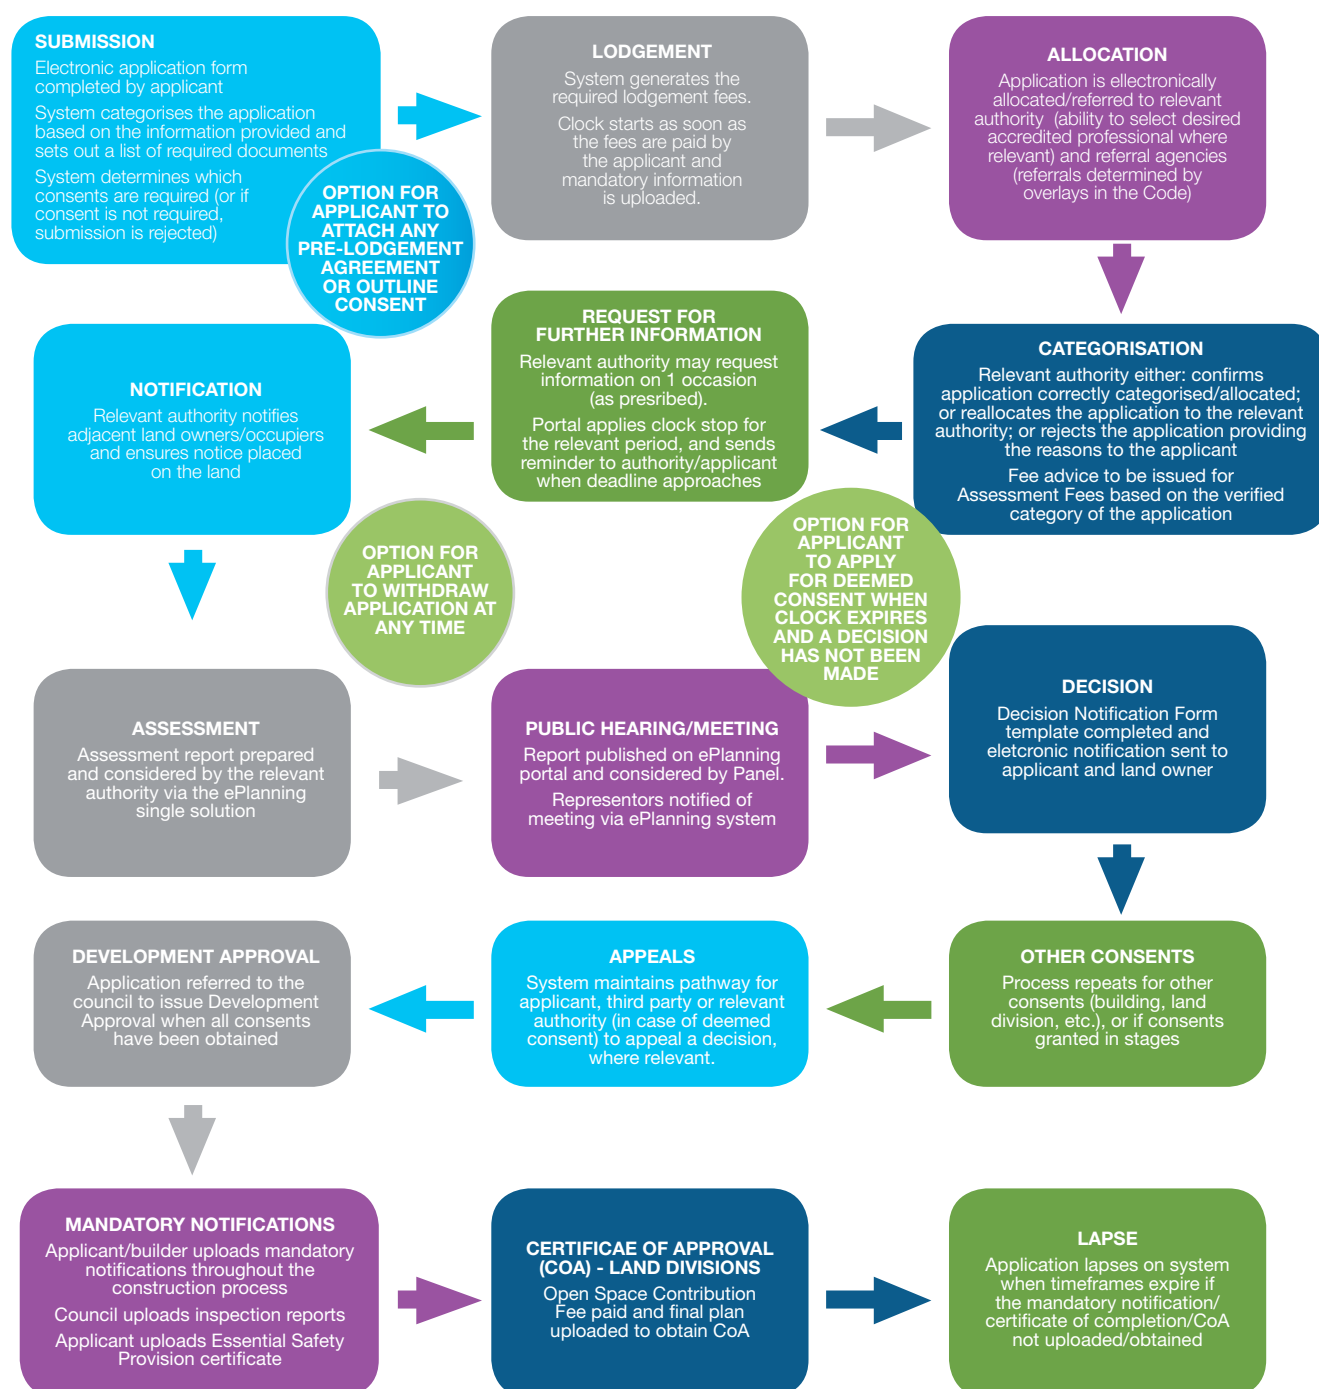 SUBMISSION
Electronic application form
completed by applicant
System categorises the application
based on the information provided and
sets out a list of required documents
System determines which
consents are required (or if
consent is not required,
submission is rejected)
OPTION FOR
APPLICANT TO
ATTACH ANY
PRE-LODGEMENT
AGREEMENT
OR OUTLINE
CONSENT
LODGEMENT
System generates the
required lodgement fees.
Clock starts as soon as
the fees are paid by
the applicant and
mandatory information
is uploaded.
ALLOCATION
Application is ellectronically
allocated/referred to relevant
authority (ability to select desired
accredited professional where
relevant) and referral agencies
(referrals determined by
overlays in the Code)
CATEGORISATION
Relevant authority either: confirms
application correctly categorised/allocated;
or reallocates the application to the relevant
authority; or rejects the application providing
the reasons to the applicant
Fee advice to be issued for
Assessment Fees based on the verified
category of the application
REQUEST FOR
FURTHER INFORMATION
Relevant authority may request
information on 1 occasion
(as presribed).
Portal applies clock stop for
the relevant period, and sends
reminder to authority/applicant
when deadline approaches
NOTIFICATION
Relevant authority notifies
adjacent land owners/occupiers
and ensures notice placed
on the land
OPTION FOR
APPLICANT
TO WITHDRAW
APPLICATION AT
ANY TIME
OPTION FOR
APPLICANT
TO APPLY
FOR DEEMED
CONSENT WHEN
CLOCK EXPIRES
AND A DECISION
HAS NOT BEEN
MADE
ASSESSMENT
Assessment report prepared
and considered by the relevant
authority via the ePlanning
single solution
PUBLIC HEARING/MEETING
Report published on ePlanning
portal and considered by Panel.
Representors notified of
meeting via ePlanning system
DECISION
Decision Notification Form
template completed and
eletcronic notification sent to
applicant and land owner
OTHER CONSENTS
Process repeats for other
consents (building, land
division, etc.), or if consents
granted in stages
APPEALS
System maintains pathway for
applicant, third party or relevant
authority (in case of deemed
consent) to appeal a decision,
where relevant.
DEVELOPMENT APPROVAL
Application referred to the
council to issue Development
Approval when all consents
have been obtained
MANDATORY NOTIFICATIONS
Applicant/builder uploads mandatory
notifications throughout the
construction process
Council uploads inspection reports
Applicant uploads Essential Safety
Provision certificate
CERTIFICAE OF APPROVAL
(COA) - LAND DIVISIONS
Open Space Contribution
Fee paid and final plan
uploaded to obtain CoA
LAPSE
Application lapses on system
when timeframes expire if
the mandatory notification/
certificate of completion/CoA
not uploaded/obtained